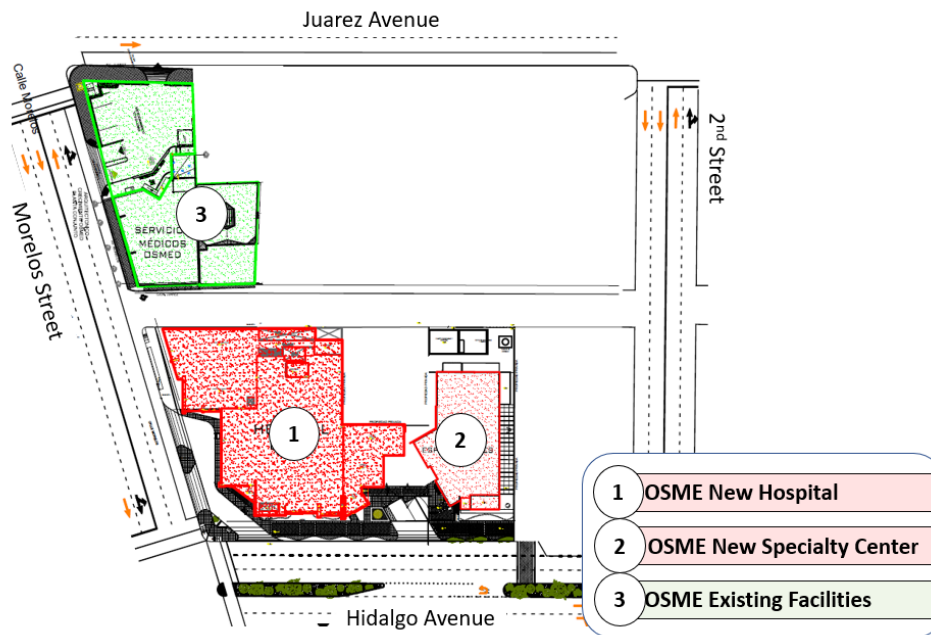 Juarez Avenue
Calle Morelos
Morelos Street
2nd Street
3
SERVICIO
MÉDICOS
OSMED
1
2
Hidalgo Avenue
1 OSME New Hospital
2 OSME New Specialty Center
3 OSME Existing Facilities